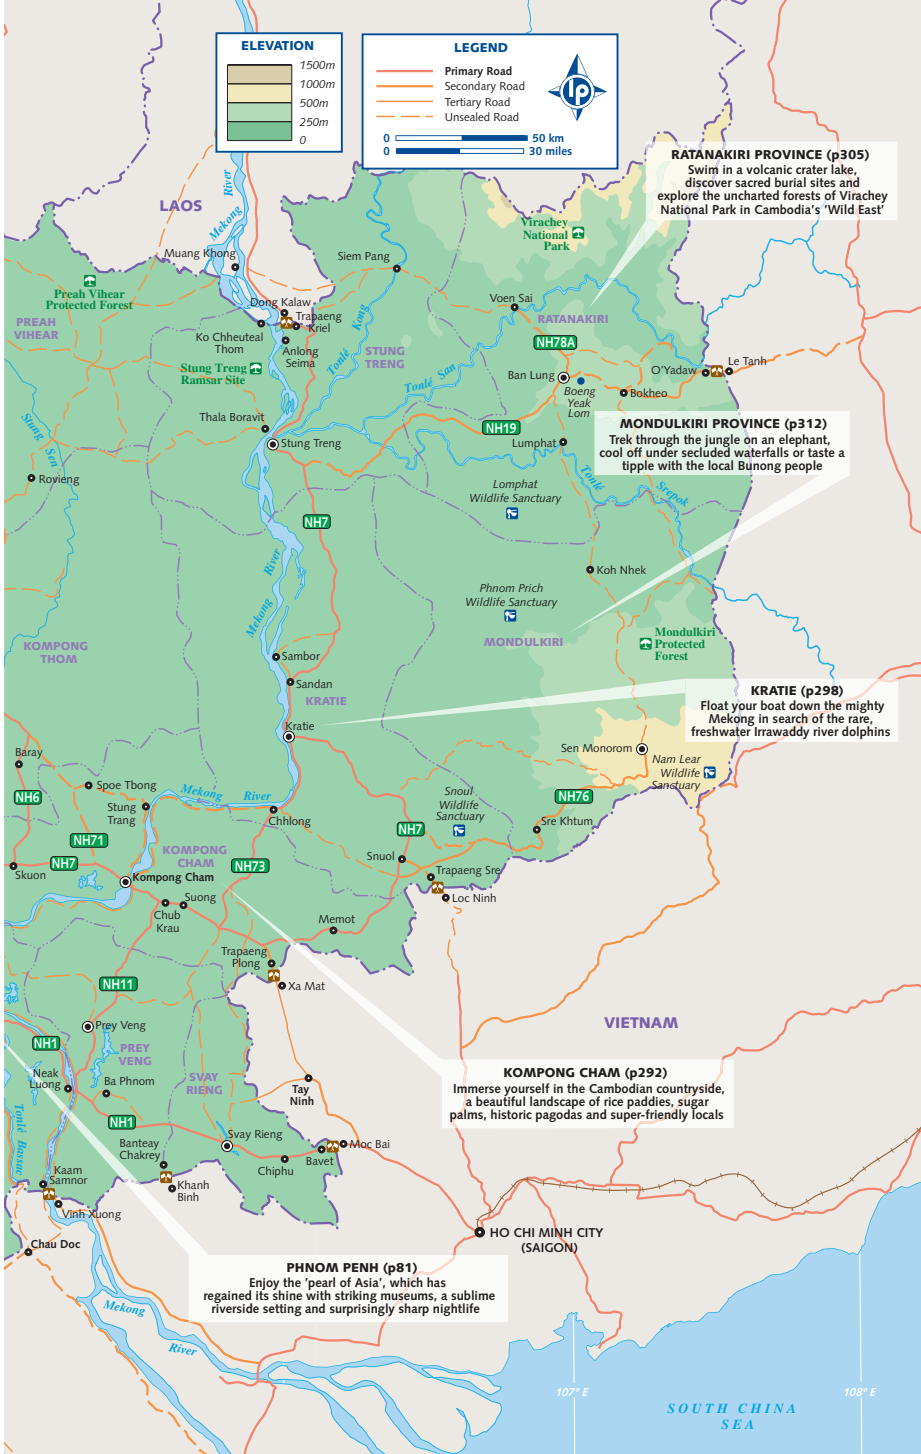 ELEVATION
1500m
1000m
500m
250m
0
LEGEND
Primary Road
Secondary Road
Tertiary Road
Unsealed Road
0 50 km
0 30 miles
lp
RATANAKIRI PROVINCE (p305)
Swim in a volcanic crater lake,
discover sacred burial sites and
explore the uncharted forests of Virachey
National Park in Cambodia's 'Wild East'
LAOS
Mekong
River
Muang Khong
Siem Pang
Virachey
National
Park
Preah Vihear
Protected Forest
PREAH
VIHEAR
Dong Kalaw
Trapaeng
Kriel
Ko Chheuteal
Thom
Anlong
Seima
Voen Sai
RATANAKIRI
NH78A
Tonlé Kong
STUNG
TRENG
Stung Treng
Ramsar Site
Tonlé San
Ban Lung
Boeng
Yeak
Lom
O'Yadaw
Le Tanh
Bokheo
Thala Boravit
Stung Treng
NH19
Lumphat
MONDULKIRI PROVINCE (p312)
Trek through the jungle on an elephant,
cool off under secluded waterfalls or taste a
tipple with the local Bunong people
Stung Sen
Rovieng
Lomphat
Wildlife Sanctuary
Tonlé
Srepok
NH7
Koh Nhek
Mekong
River
Phnom Prich
Wildlife Sanctuary
MONDULKIRI
Mondulkiri
Protected
Forest
KOMPONG
THOM
Sambor
Sandan
KRATIE
Kratie
KRATIE (p298)
Float your boat down the mighty
Mekong in search of the rare,
freshwater Irrawaddy river dolphins
Baray
NH6
Spoe Tbong
Stung
Trang
Mekong River
Chhlong
Sen Monorom
Nam Lear
Wildlife
Sanctuary
Snoul
Wildlife
Sanctuary
NH76
Sre Khtum
NH71
NH7
NH7
KOMPONG
CHAM
NH73
Skuon
Kompong Cham
Snuol
Trapaeng Sre
Loc Ninh
Suong
Chub
Krau
Memot
Trapaeng
Plong
Xa Mat
NH11
Prey Veng
NH1
PREY
VENG
VIETNAM
Neak
Luong
Ba Phnom
SVAY
RIENG
Tay
Ninh
KOMPONG CHAM (p292)
Immerse yourself in the Cambodian countryside,
a beautiful landscape of rice paddies, sugar
palms, historic pagodas and super-friendly locals
Tonlé Bassac
NH1
Banteay
Chakrey
Svay Rieng
Chiphu
Bavet
Moc Bai
Kaam
Samnor
Khanh
Binh
Vinh Xuong
Chau Doc
HO CHI MINH CITY
(SAIGON)
PHNOM PENH (p81)
Enjoy the 'pearl of Asia', which has
regained its shine with striking museums, a sublime
riverside setting and surprisingly sharp nightlife
Mekong
River
107° E
108° E
SOUTH CHINA
SEA